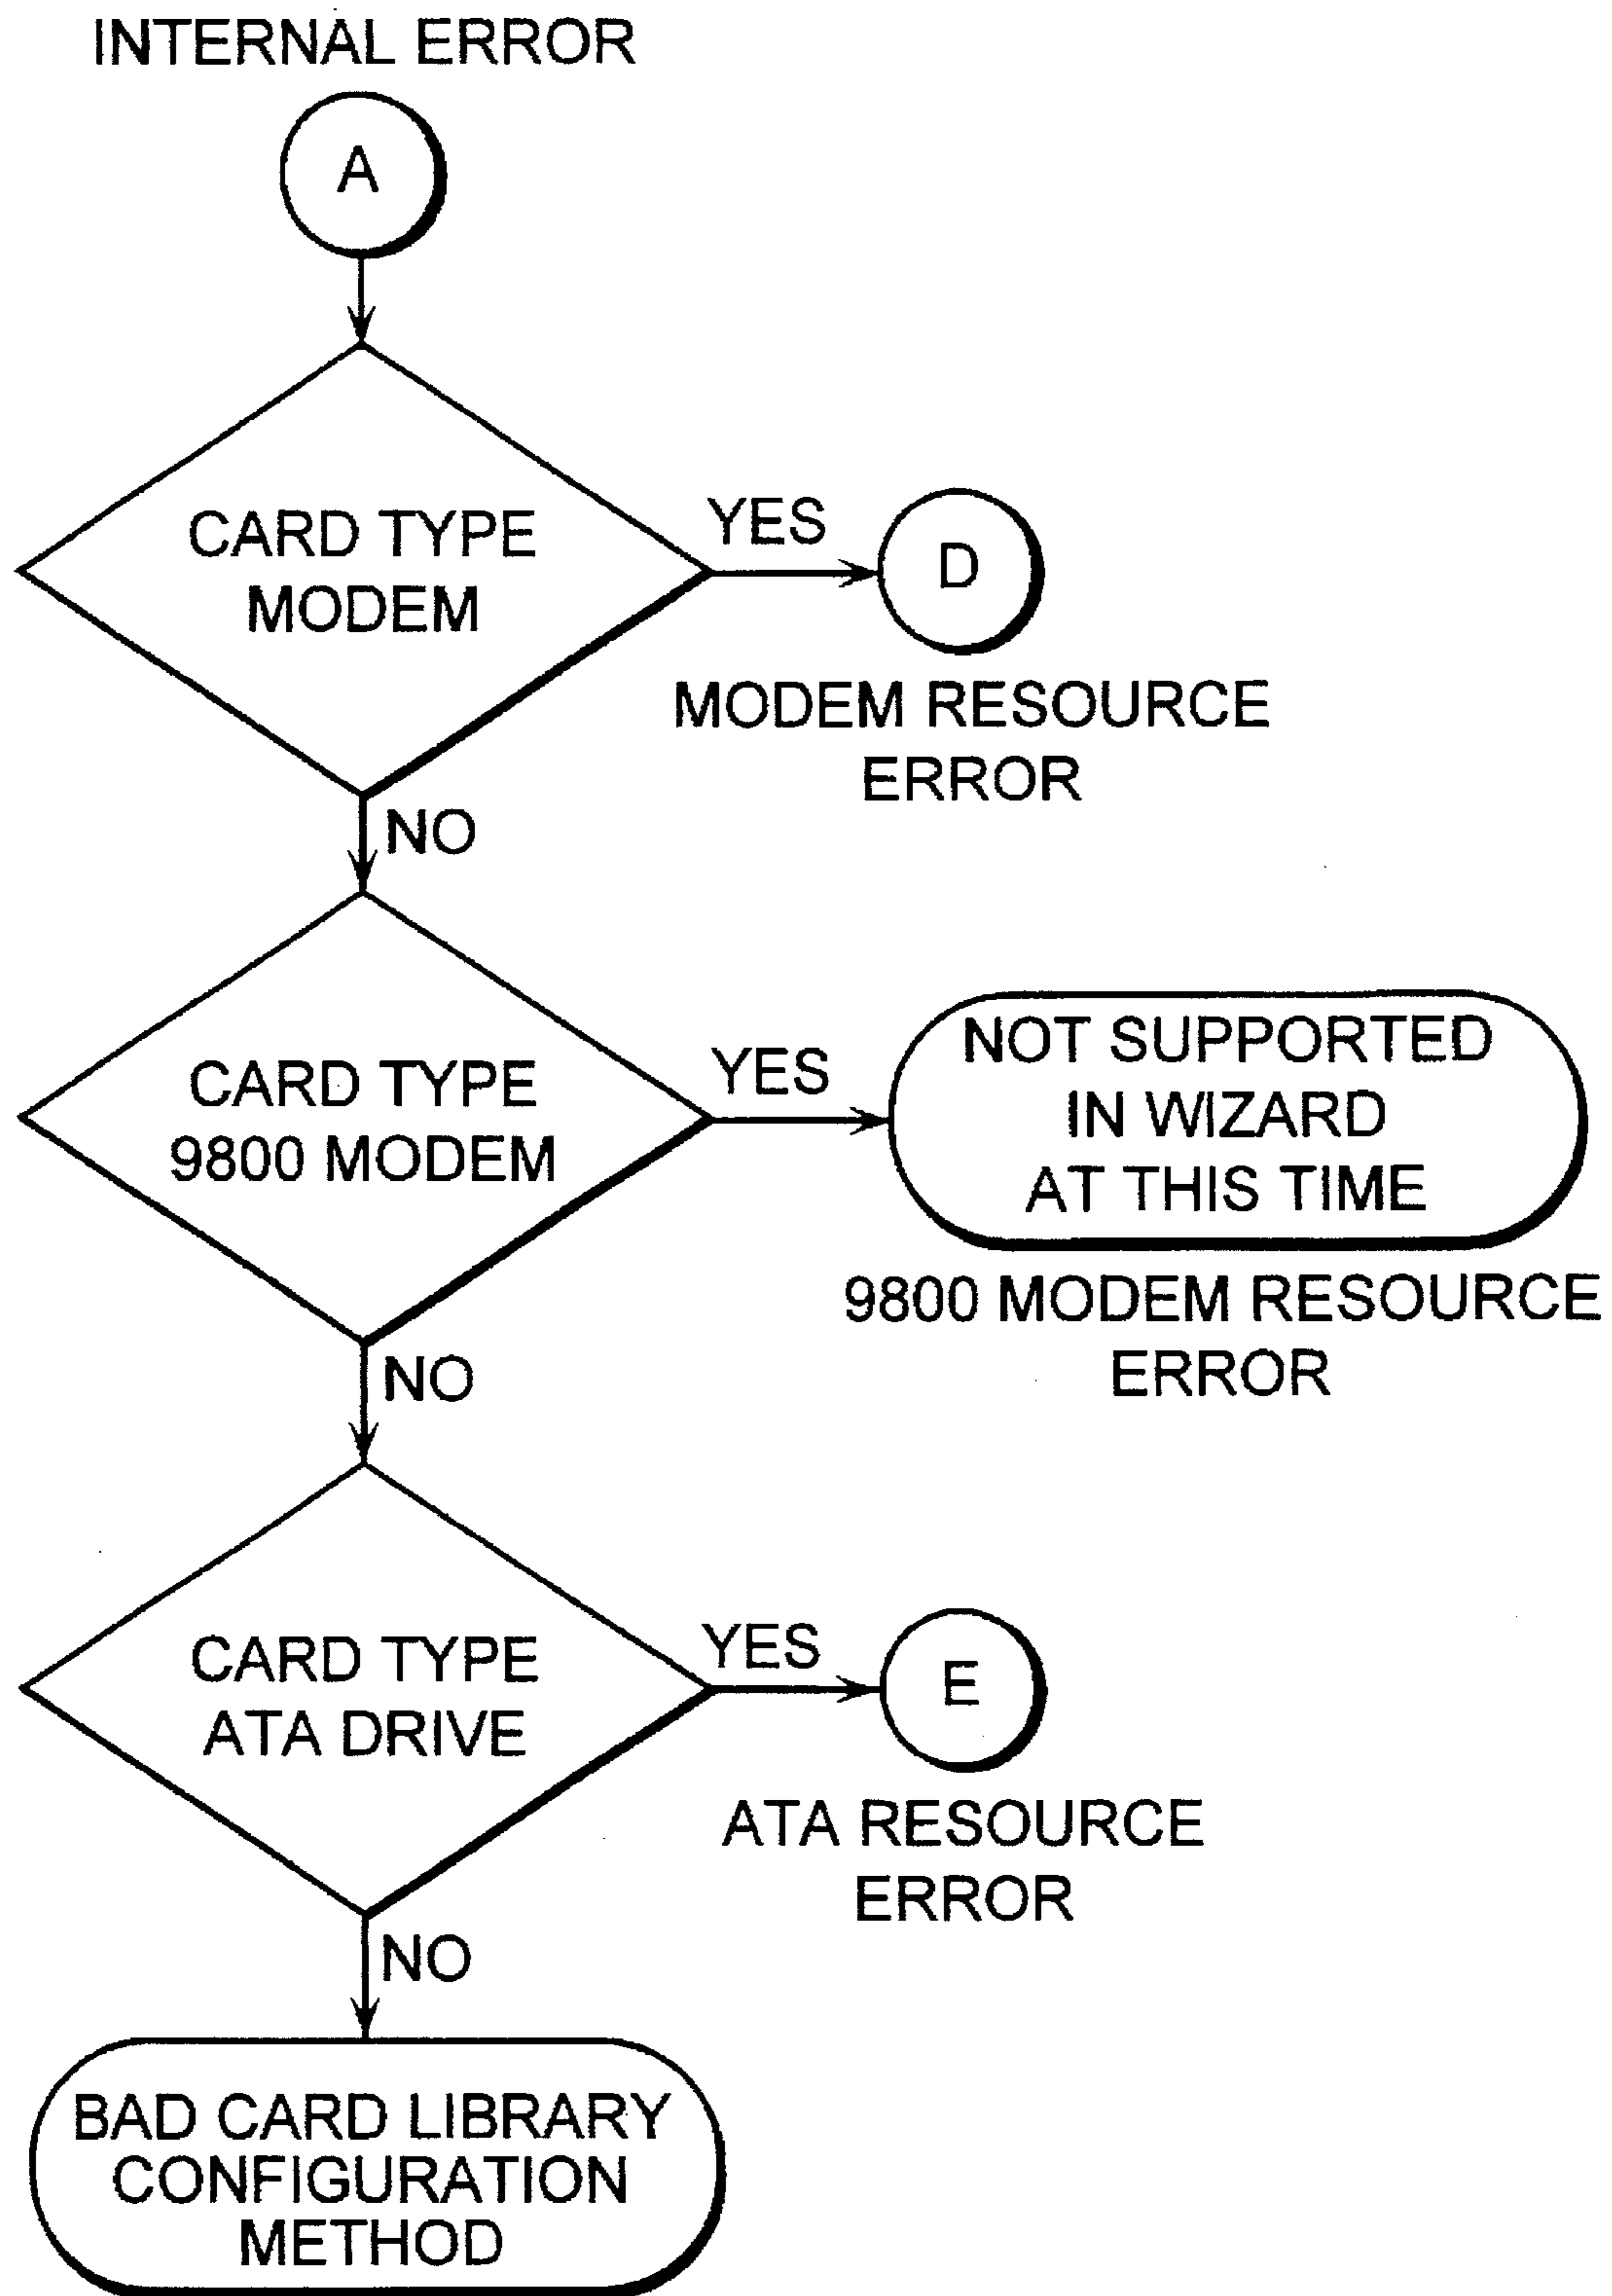 INTERNAL ERROR
A
CARD TYPE
MODEM
YES
D
MODEM RESOURCE
ERROR
NO
CARD TYPE
9800 MODEM
YES
NOT SUPPORTED
IN WIZARD
AT THIS TIME
9800 MODEM RESOURCE
ERROR
NO
CARD TYPE
ATA DRIVE
YES
E
ATA RESOURCE
ERROR
NO
BAD CARD LIBRARY
CONFIGURATION
METHOD